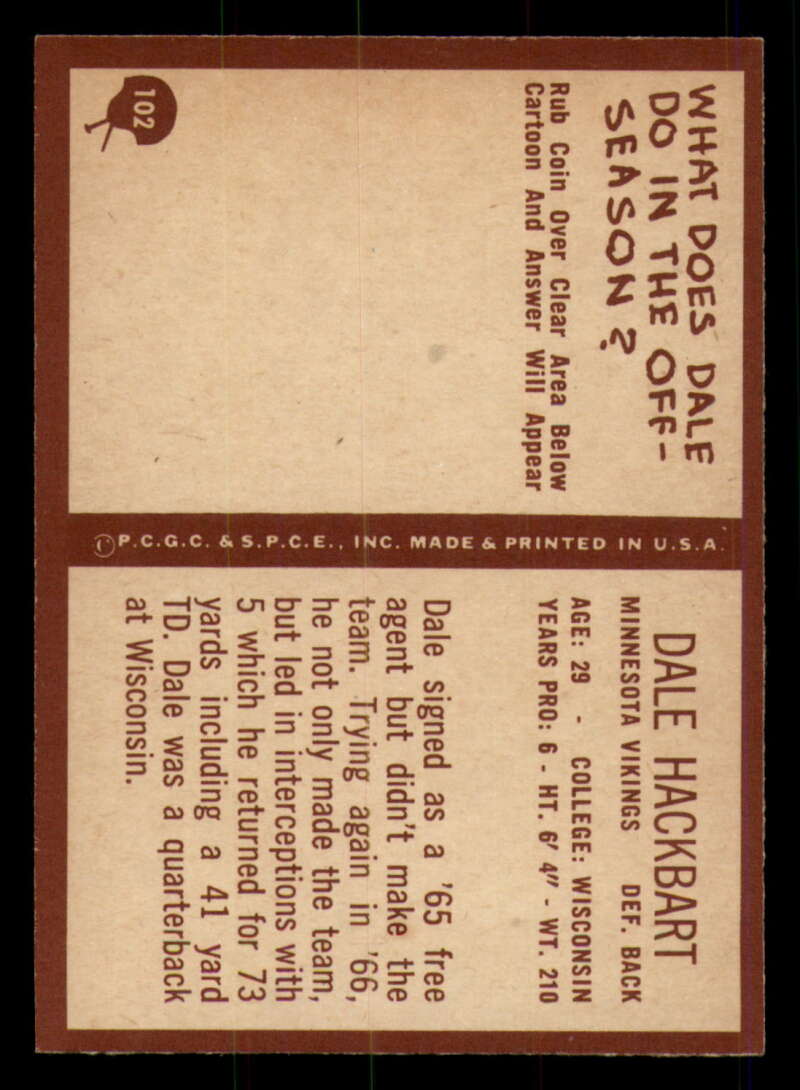 WHAT DOES DALE
DO IN THE OFF-
SEASON?
Rub Coin Over Clear Area Below
Cartoon And Answer Will Appear
102
©P.C.G.C. & S.P.C.E., INC. MADE & PRINTED IN U.S.A.
DALE HACKBART
MINNESOTA VIKINGS DEF. BACK
AGE: 29 - COLLEGE: WISCONSIN
YEARS PRO: 6 - HT. 6' 4" - WT. 210
Dale signed as a '65 free
agent but didn't make the
team. Trying again in '66,
he not only made the team,
but led in interceptions with
5 which he returned for 73
yards including a 41 yard
TD. Dale was a quarterback
at Wisconsin.